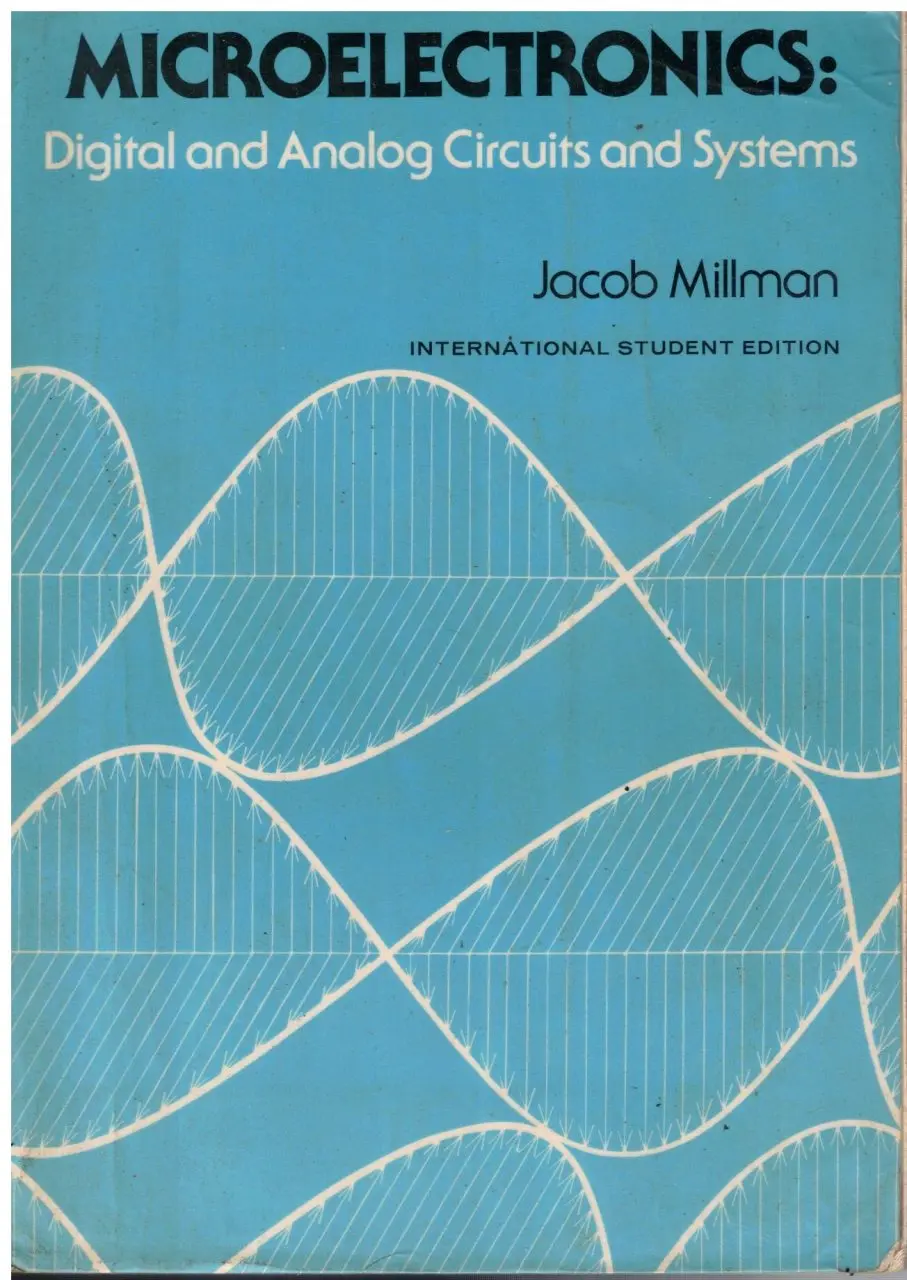 MICROELECTRONICS:
Digital and Analog Circuits and Systems
Jacob Millman
INTERNATIONAL STUDENT EDITION